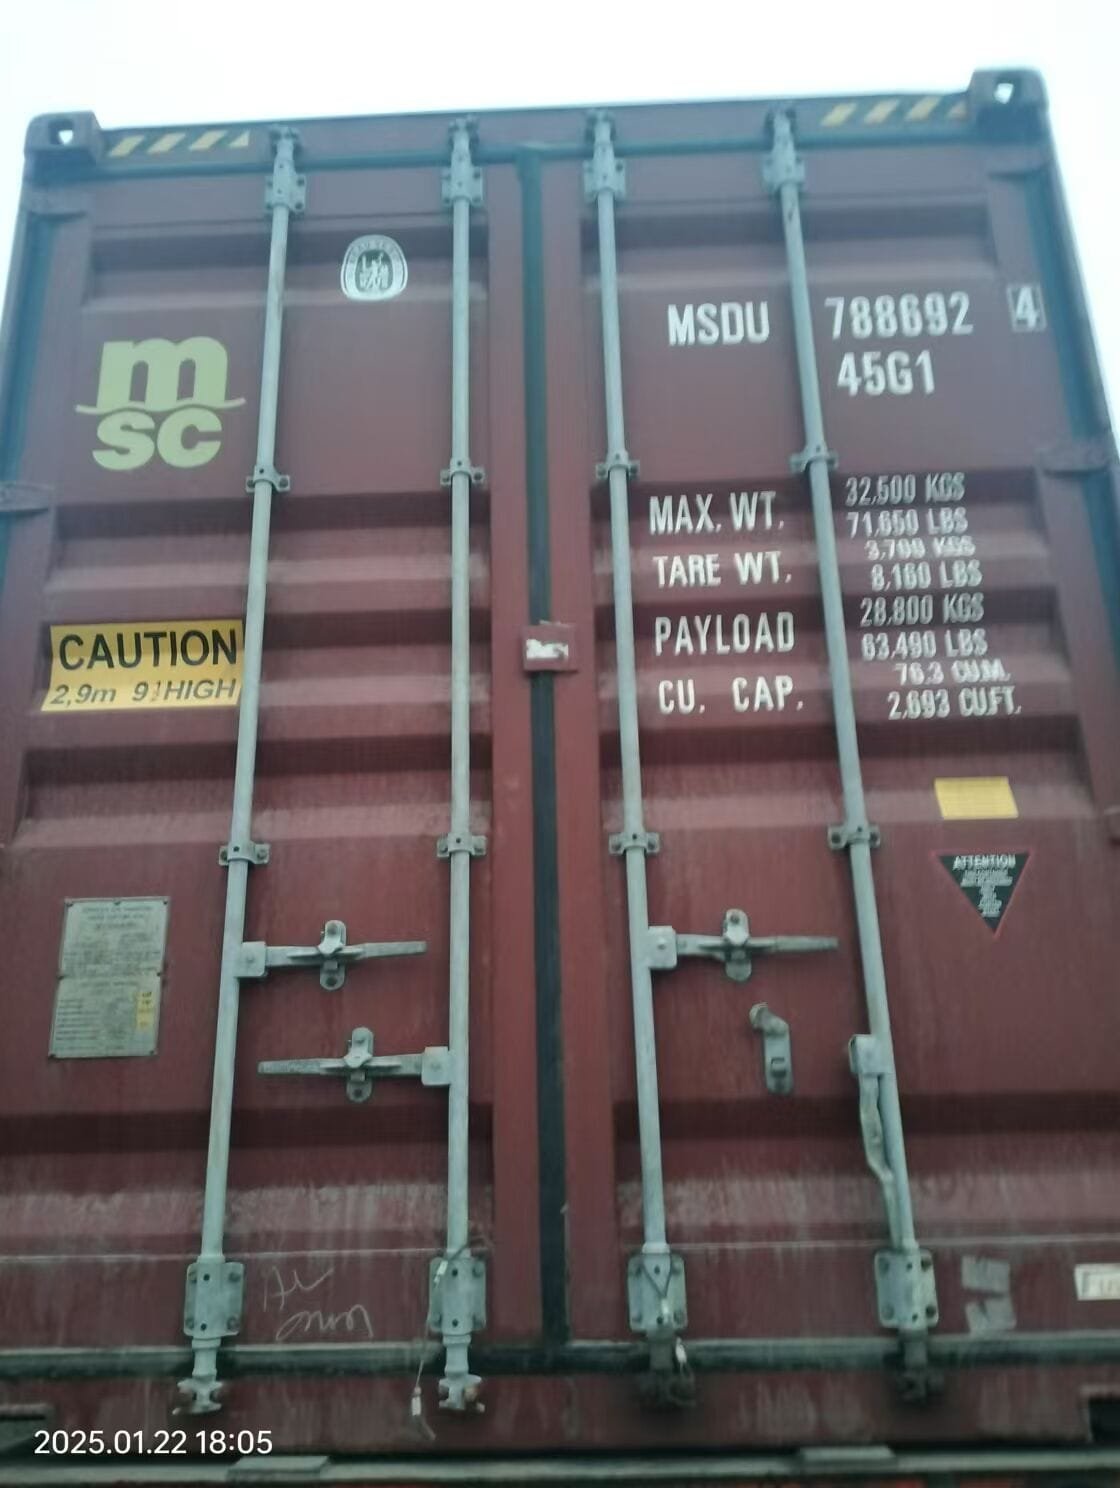 msc
MSDU 788692 4
45G1
MAX. WT. 32,500 KGS
71,650 LBS
3,700 KGS
TARE WT. 8,160 LBS
28,800 KGS
PAYLOAD 63,490 LBS
76.3 CU.M.
CU. CAP. 2,693 CU.FT.
CAUTION
2,9m 9' HIGH
ATTENTION
2025.01.22 18:05